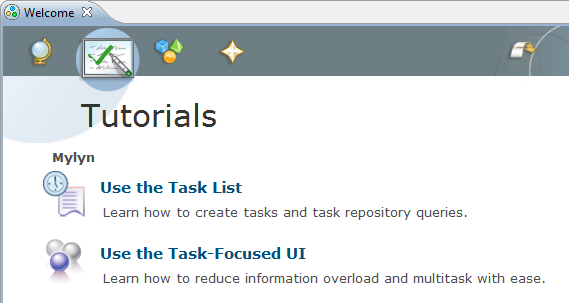 Welcome
Tutorials
Mylyn
Use the Task List
Learn how to create tasks and task repository queries.
Use the Task-Focused UI
Learn how to reduce information overload and multitask with ease.